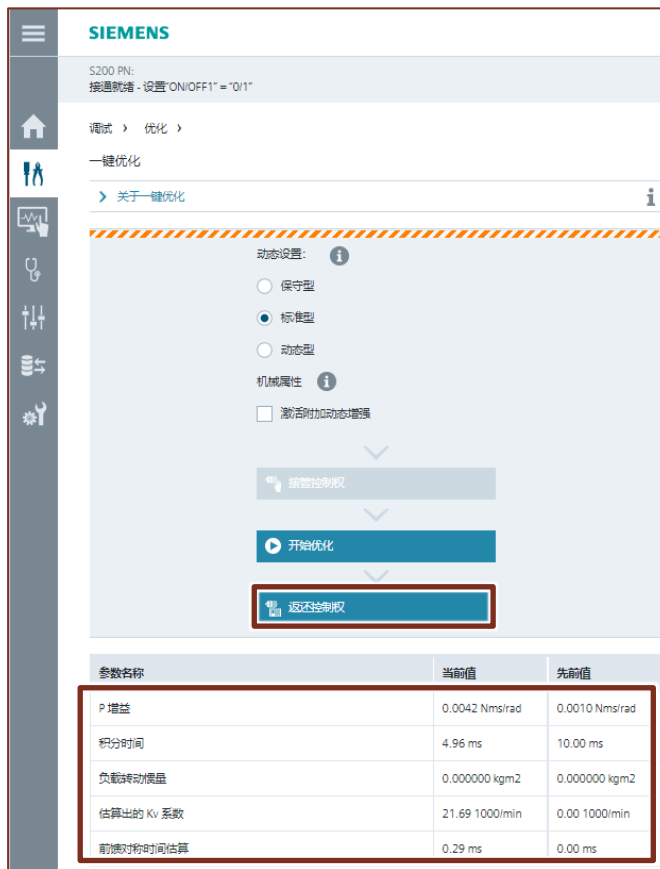 SIEMENS
S200 PN:
接通就绪 - 设置"ON/OFF1" = "0/1"
调试 > 优化 >
一键优化
> 关于一键优化
动态设置:
保守型
标准型
动态型
机械属性
激活附加动态增强
接管控制权
开始优化
返还控制权
参数名称 当前值 先前值
P 增益 0.0042 Nms/rad 0.0010 Nms/rad
积分时间 4.96 ms 10.00 ms
负载转动惯量 0.000000 kgm2 0.000000 kgm2
估算出的 Kv 系数 21.69 1000/min 0.00 1000/min
前馈对称时间估算 0.29 ms 0.00 ms